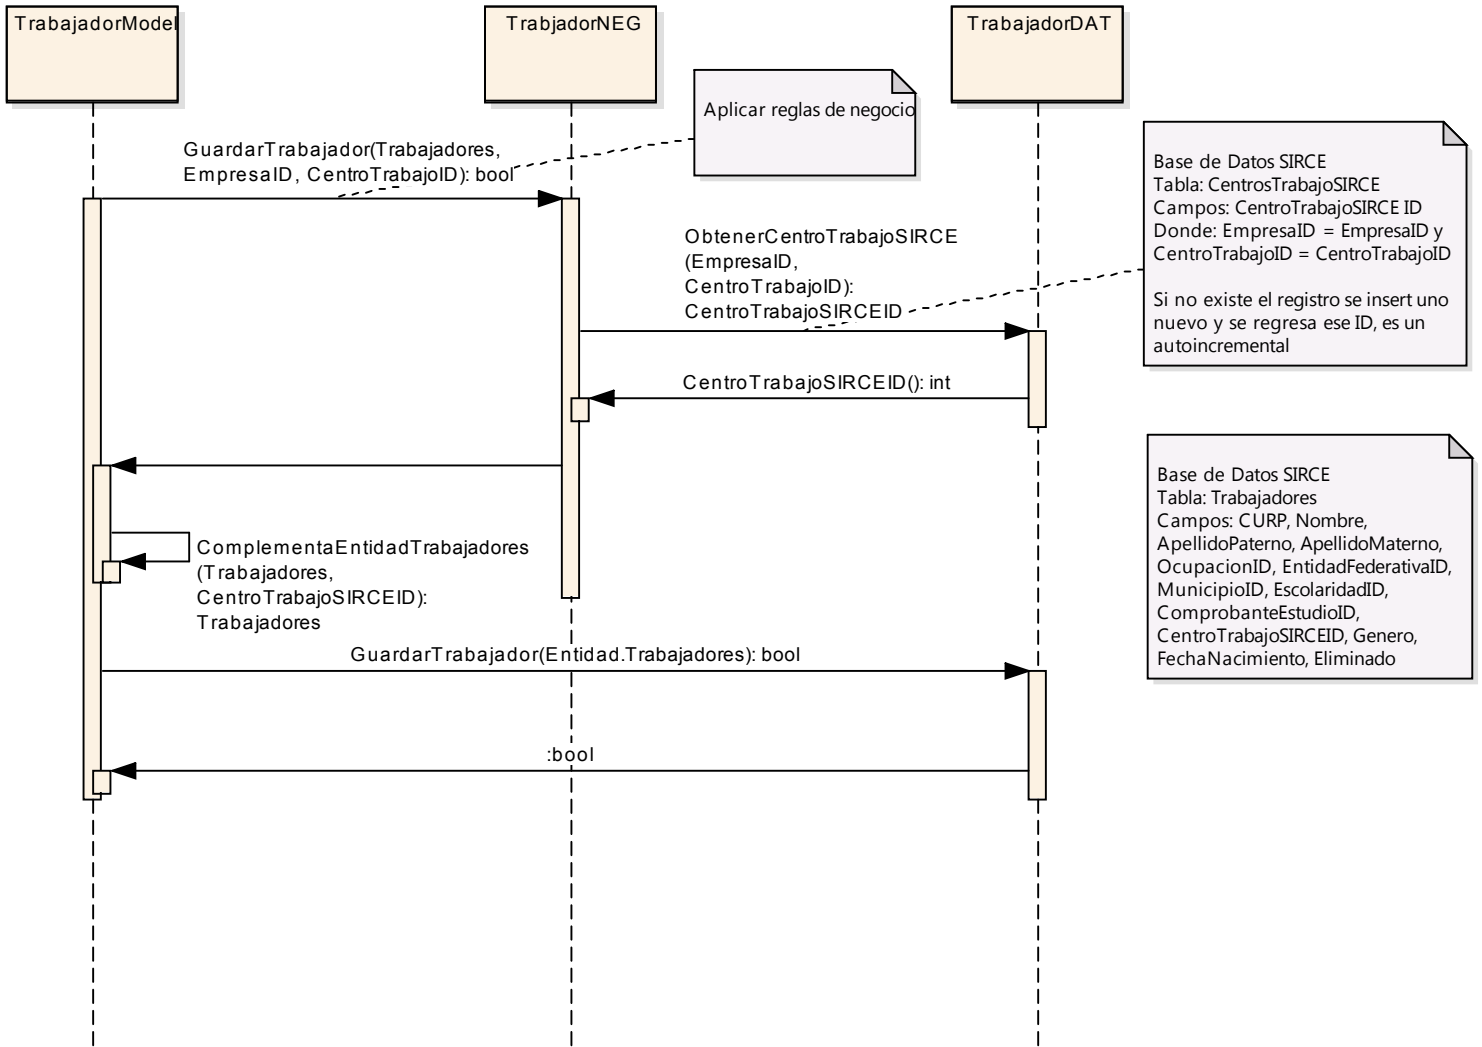 TrabajadorModel
TrabjadorNEG
TrabajadorDAT
Aplicar reglas de negocio
GuardarTrabajador(Trabajadores,
EmpresaID, CentroTrabajoID): bool
Base de Datos SIRCE
Tabla: CentrosTrabajoSIRCE
Campos: CentroTrabajoSIRCE ID
Donde: EmpresaID = EmpresaID y
CentroTrabajoID = CentroTrabajoID
Si no existe el registro se insert uno
nuevo y se regresa ese ID, es un
autoincremental
ObtenerCentroTrabajoSIRCE
(EmpresaID,
CentroTrabajoID):
CentroTrabajoSIRCEID
CentroTrabajoSIRCEID(): int
Base de Datos SIRCE
Tabla: Trabajadores
Campos: CURP, Nombre,
ApellidoPaterno, ApellidoMaterno,
OcupacionID, EntidadFederativaID,
MunicipioID, EscolaridadID,
ComprobanteEstudioID,
CentroTrabajoSIRCEID, Genero,
FechaNacimiento, Eliminado
ComplementaEntidadTrabajadores
(Trabajadores,
CentroTrabajoSIRCEID):
Trabajadores
GuardarTrabajador(Entidad.Trabajadores): bool
:bool